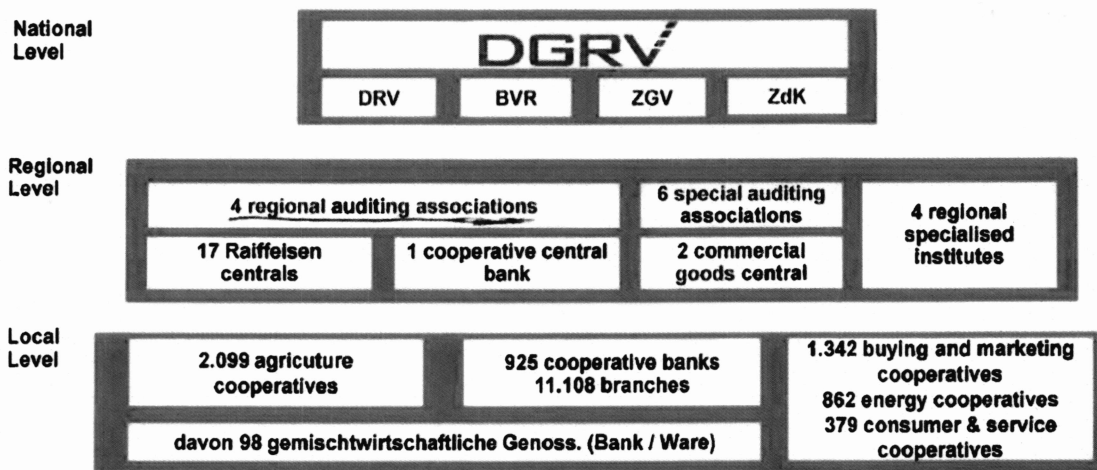 National
Level
DGRV
DRV
BVR
ZGV
ZdK
Regional
Level
4 regional auditing associations
6 special auditing
associations
4 regional
specialised
institutes
17 Raiffeisen
centrals
1 cooperative central
bank
2 commercial
goods central
Local
Level
2.099 agricuture
cooperatives
925 cooperative banks
11.108 branches
1.342 buying and marketing
cooperatives
862 energy cooperatives
379 consumer & service
cooperatives
davon 98 gemischtwirtschaftliche Genoss. (Bank / Ware)